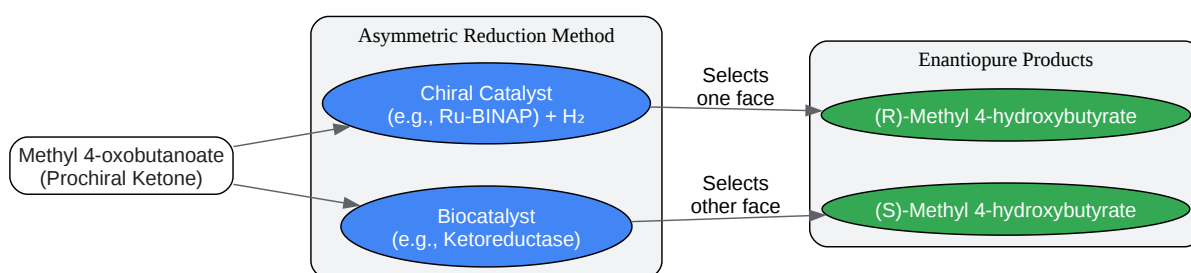 Asymmetric Reduction Method
Enantiopure Products
Methyl 4-oxobutanoate
(Prochiral Ketone)
Chiral Catalyst
(e.g., Ru-BINAP) + H₂
Selects
one face
(R)-Methyl 4-hydroxybutyrate
Biocatalyst
(e.g., Ketoreductase)
Selects
other face
(S)-Methyl 4-hydroxybutyrate